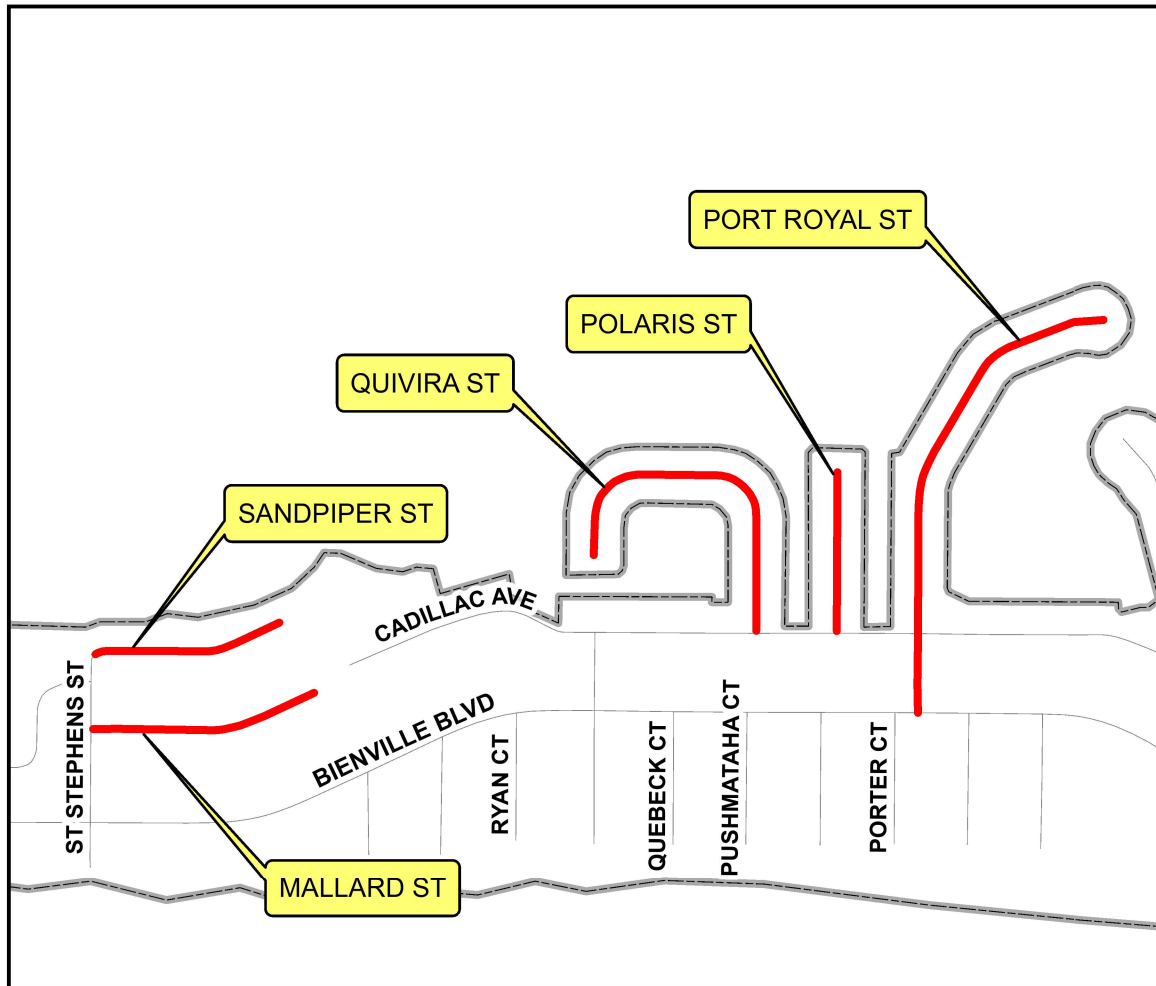 PORT ROYAL ST
POLARIS ST
QUIVIRA ST
SANDPIPER ST
CADILLAC AVE
ST STEPHENS ST
BIENVILLE BLVD
RYAN CT
QUEBECK CT
PUSHMATAHA CT
PORTER CT
MALLARD ST